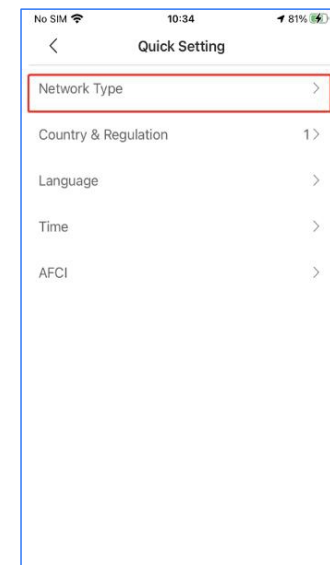 No SIM 10:34 81%
Quick Setting
Network Type
Country & Regulation 1
Language
Time
AFCI